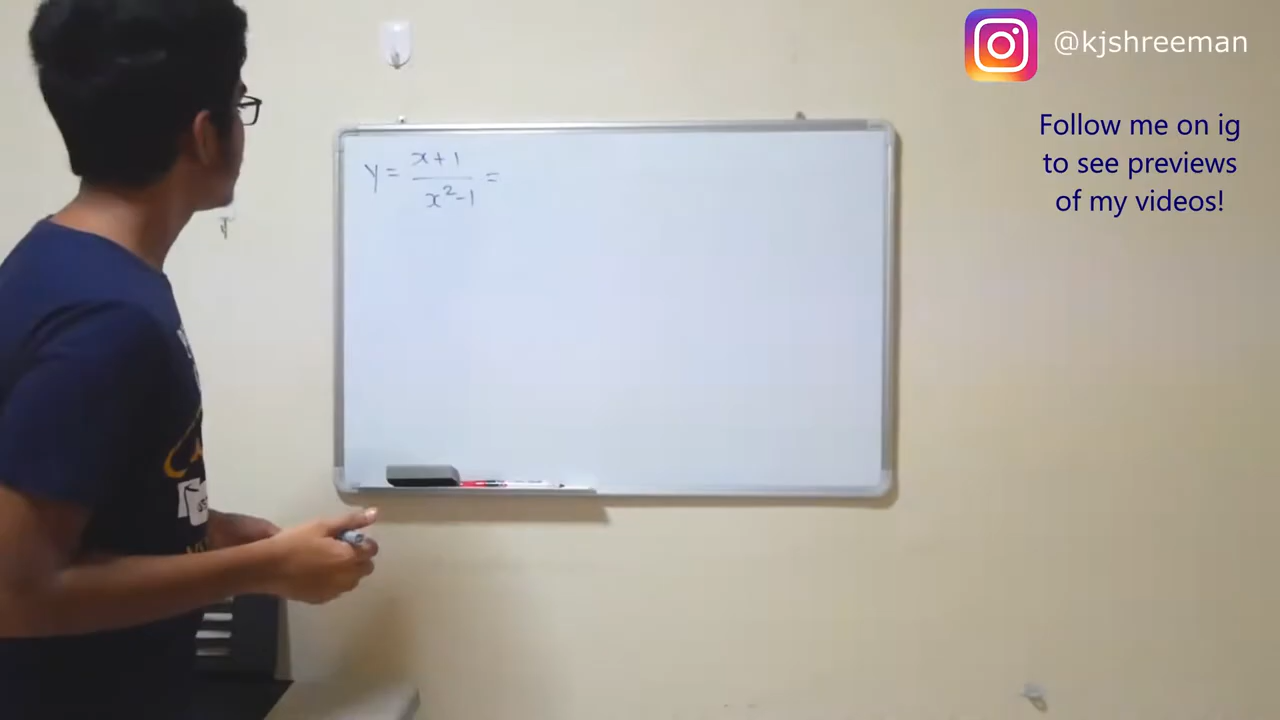 @kjshreeman
Follow me on ig
to see previews
of my videos!
y = x+1 / x²-1 =